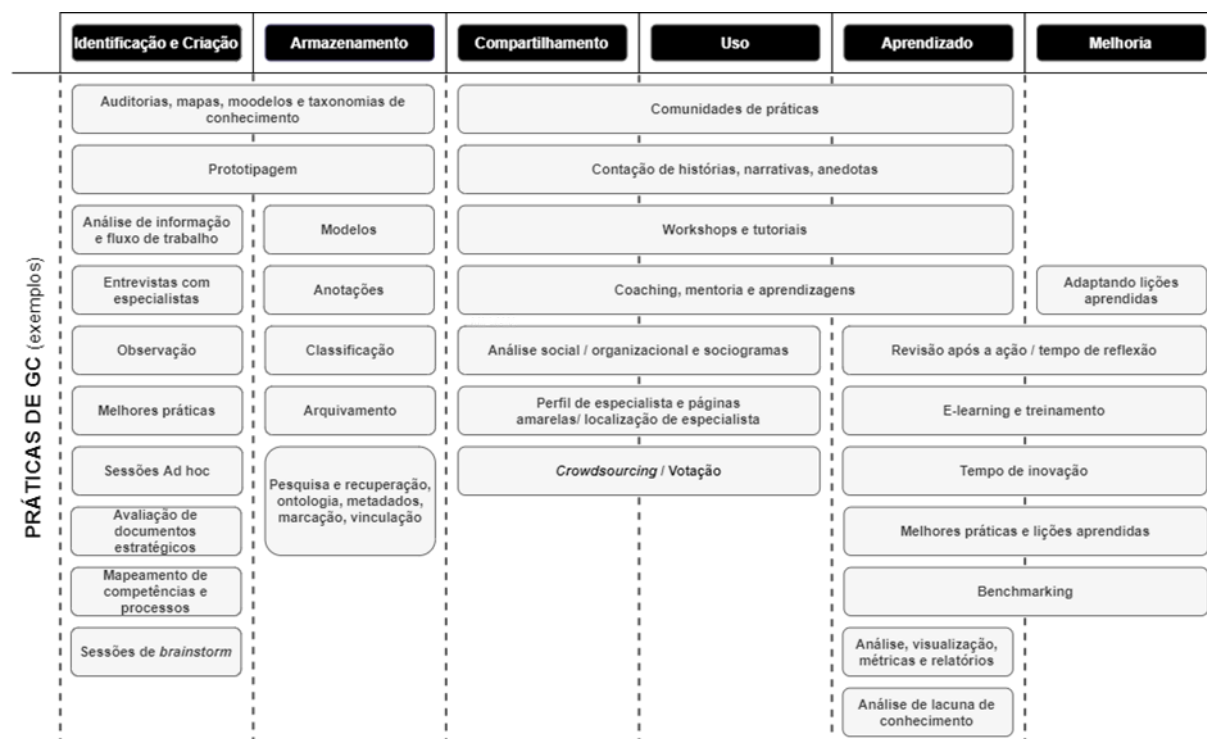 Identificação e Criação
Armazenamento
Compartilhamento
Uso
Aprendizado
Melhoria
PRÁTICAS DE GC (exemplos)
Auditorias, mapas, moodelos e taxonomias de
conhecimento
Comunidades de práticas
Prototipagem
Contação de histórias, narrativas, anedotas
Análise de informação
e fluxo de trabalho
Modelos
Workshops e tutoriais
Entrevistas com
especialistas
Anotações
Coaching, mentoria e aprendizagens
Adaptando lições
aprendidas
Observação
Classificação
Análise social / organizacional e sociogramas
Revisão após a ação / tempo de reflexão
Melhores práticas
Arquivamento
Perfil de especialista e páginas
amarelas/ localização de especialista
E-learning e treinamento
Sessões Ad hoc
Pesquisa e recuperação,
ontologia, metadados,
marcação, vinculação
Crowdsourcing / Votação
Tempo de inovação
Avaliação de
documentos
estratégicos
Melhores práticas e lições aprendidas
Mapeamento de
competências e
processos
Benchmarking
Sessões de brainstorm
Análise, visualização,
métricas e relatórios
Análise de lacuna de
conhecimento